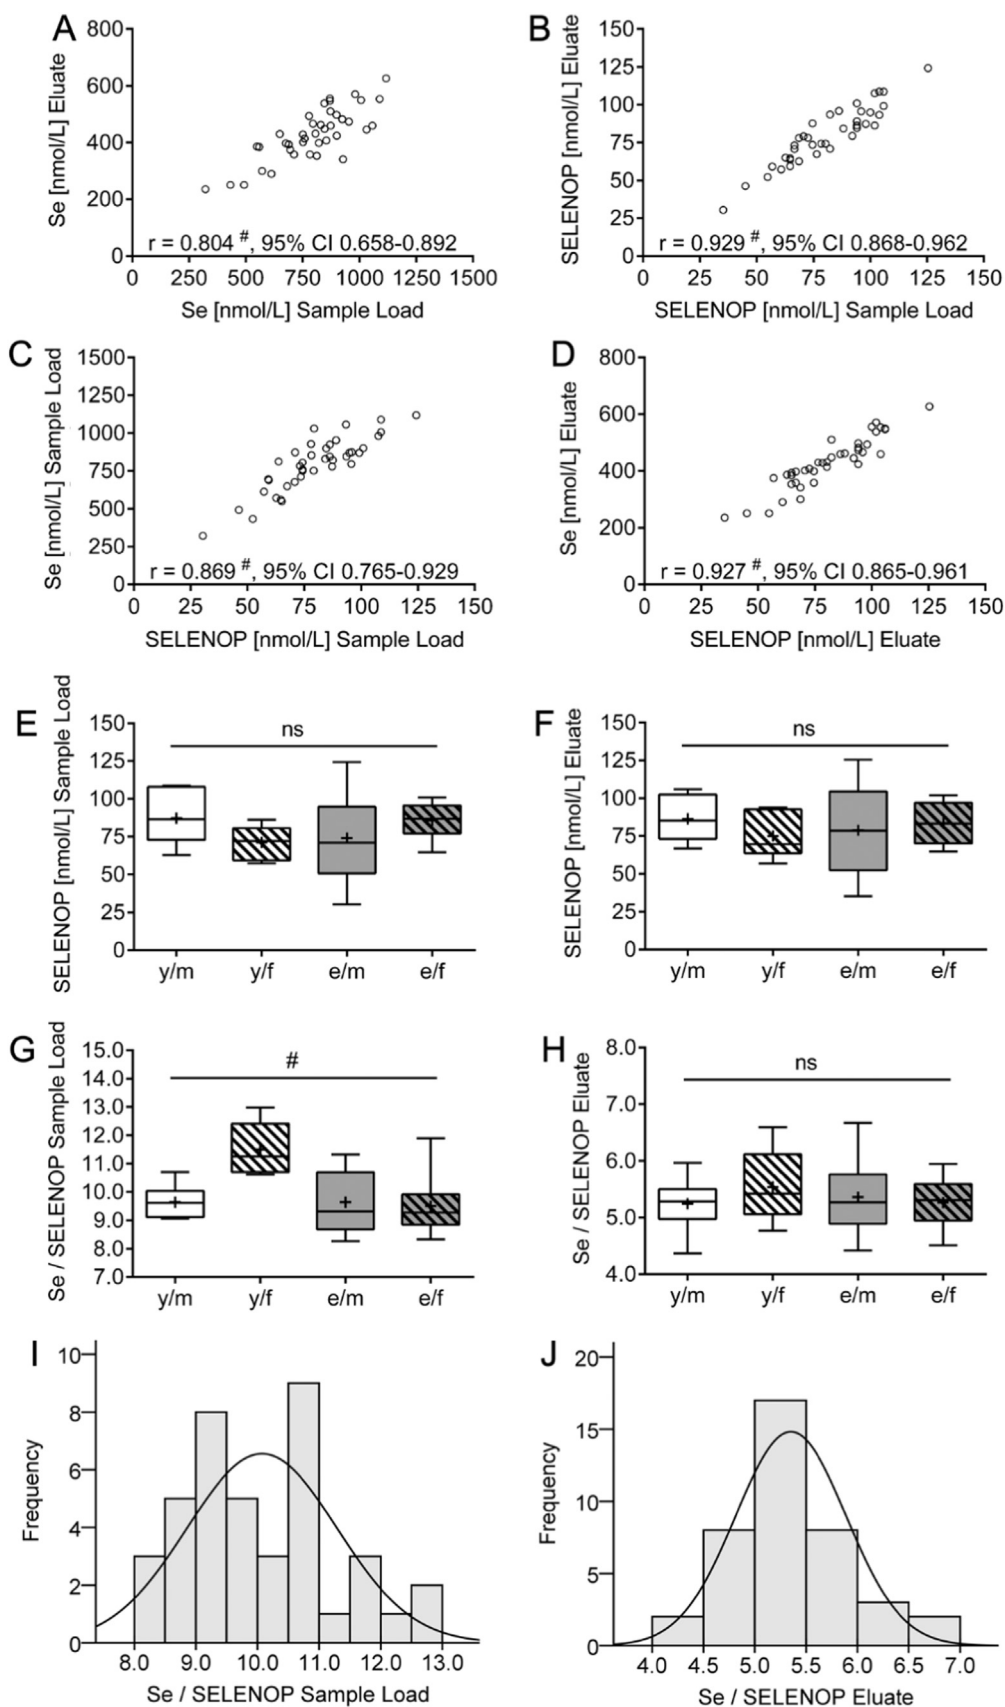 A
Se [nmol/L] Eluate
800
600
400
200
0
r = 0.804 #, 95% CI 0.658-0.892
0 250 500 750 1000 1250 1500
Se [nmol/L] Sample Load
B
SELENOP [nmol/L] Eluate
150
125
100
75
50
25
0
r = 0.929 #, 95% CI 0.868-0.962
0 25 50 75 100 125 150
SELENOP [nmol/L] Sample Load
C
Se [nmol/L] Sample Load
1500
1250
1000
750
500
250
0
r = 0.869 #, 95% CI 0.765-0.929
0 25 50 75 100 125 150
SELENOP [nmol/L] Sample Load
D
Se [nmol/L] Eluate
800
600
400
200
0
r = 0.927 #, 95% CI 0.865-0.961
0 25 50 75 100 125 150
SELENOP [nmol/L] Eluate
E
SELENOP [nmol/L] Sample Load
150
125
100
75
50
25
0
ns
y/m y/f e/m e/f
F
SELENOP [nmol/L] Eluate
150
125
100
75
50
25
0
ns
y/m y/f e/m e/f
G
Se / SELENOP Sample Load
15.0
14.0
13.0
12.0
11.0
10.0
9.0
8.0
7.0
#
y/m y/f e/m e/f
H
Se / SELENOP Eluate
8.0
7.0
6.0
5.0
4.0
ns
y/m y/f e/m e/f
I
Frequency
10
8
6
4
2
0
8.0 9.0 10.0 11.0 12.0 13.0
Se / SELENOP Sample Load
J
Frequency
20
15
10
5
0
4.0 4.5 5.0 5.5 6.0 6.5 7.0
Se / SELENOP Eluate